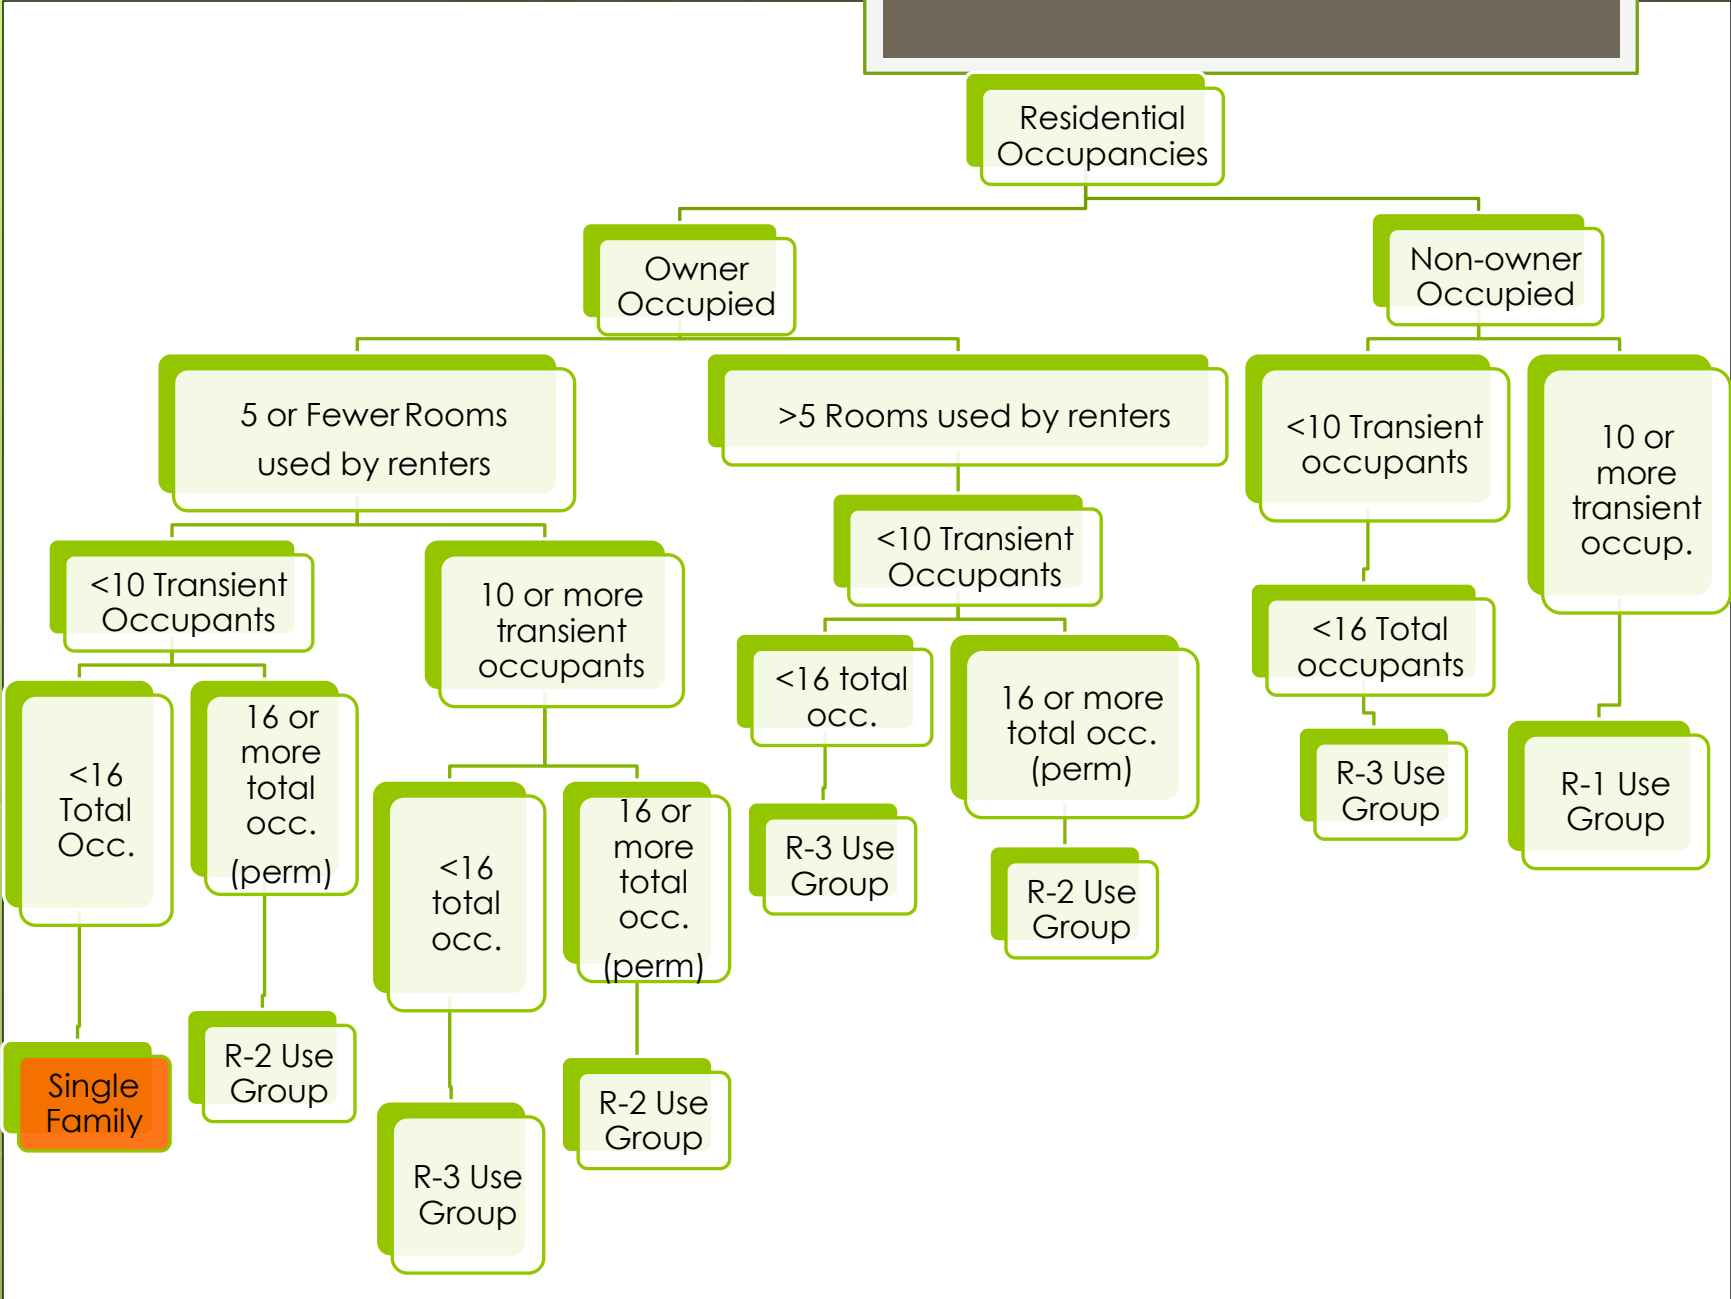 Residential
Occupancies
Owner
Occupied
Non-owner
Occupied
5 or Fewer Rooms
used by renters
>5 Rooms used by renters
<10 Transient
occupants
10 or
more
transient
occup.
<10 Transient
Occupants
10 or more
transient
occupants
<10 Transient
Occupants
<16 Total
occupants
<16
Total
Occ.
16 or
more
total
occ.
(perm)
<16
total
occ.
16 or
more
total
occ.
(perm)
<16 total
occ.
16 or more
total occ.
(perm)
R-3 Use
Group
R-1 Use
Group
R-3 Use
Group
R-2 Use
Group
Single
Family
R-2 Use
Group
R-3 Use
Group
R-2 Use
Group